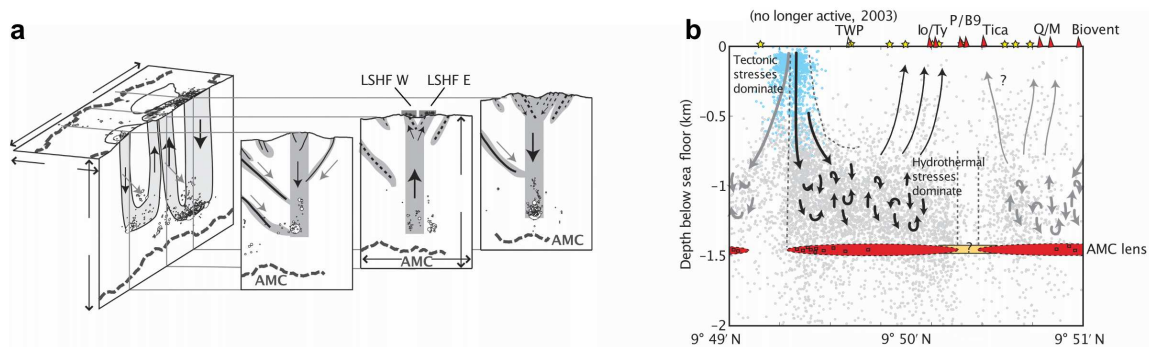 a
LSHF W LSHF E
AMC
AMC
AMC
b
(no longer active, 2003)
TWP
Io/Ty
P/B9
Tica
Q/M
Biovent
0
−0.5
−1
−1.5
−2
Depth below sea floor (km)
Tectonic
stresses
dominate
?
Hydrothermal
stresses
dominate
?
AMC lens
9° 49′ N
9° 50′ N
9° 51′ N